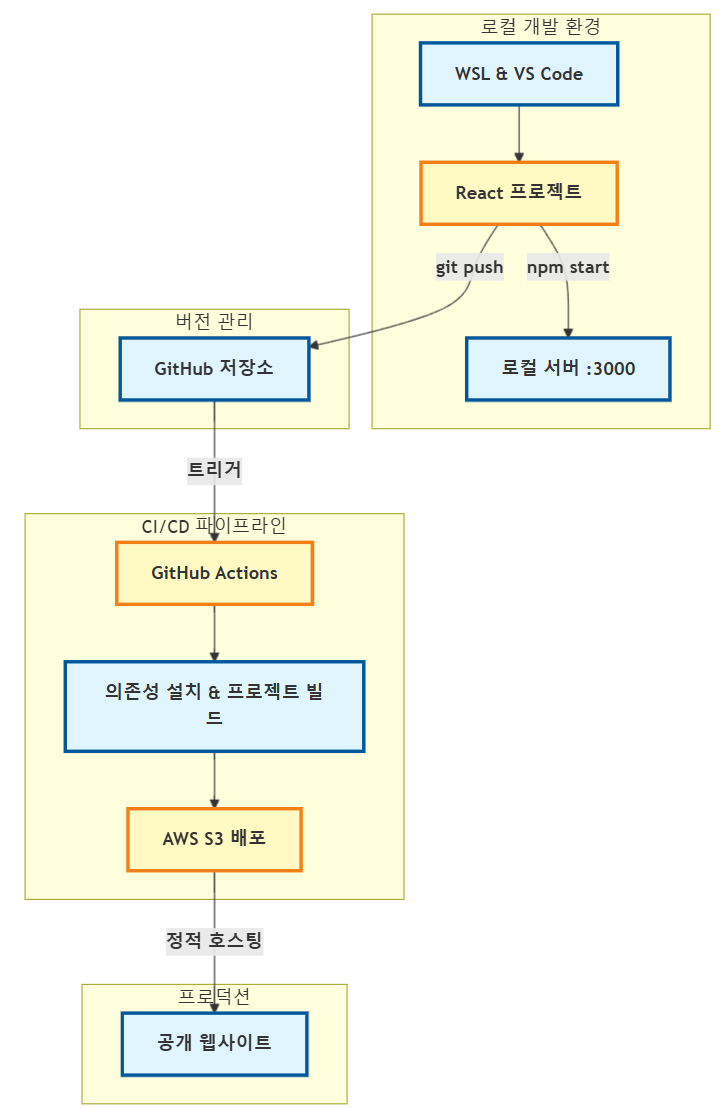 로컬 개발 환경
WSL & VS Code
React 프로젝트
git push
npm start
버전 관리
GitHub 저장소
로컬 서버 :3000
트리거
CI/CD 파이프라인
GitHub Actions
의존성 설치 & 프로젝트 빌
드
AWS S3 배포
정적 호스팅
프로덕션
공개 웹사이트